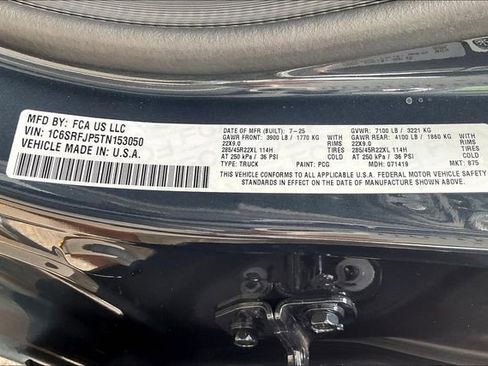 MFD BY: FCA US LLC
VIN: 1C6SRFJP5TN153050
VEHICLE MADE IN U.S.A.
DATE OF MFR (BUILT) 7-25 GVWR: 7100 LB / 3221 KG
GAWR FRONT: 3900 LB / 1770 KG GAWR REAR: 4100 LB / 1860 KG
22X9.0 RIMS 22X9.0 RIMS
285/45R22XL 114H TIRES 285/45R22XL 114H TIRES
AT 250 kPa / 36 PSI COLD AT 250 kPa / 36 PSI COLD
TYPE: TRUCK PAINT: PCG MDH: 071419 MKT: 875
THIS VEHICLE CONFORMS TO ALL APPLICABLE U.S.A. FEDERAL MOTOR VEHICLE SAFETY
STANDARDS IN EFFECT ON THE DATE OF MANUFACTURE SHOWN ABOVE.